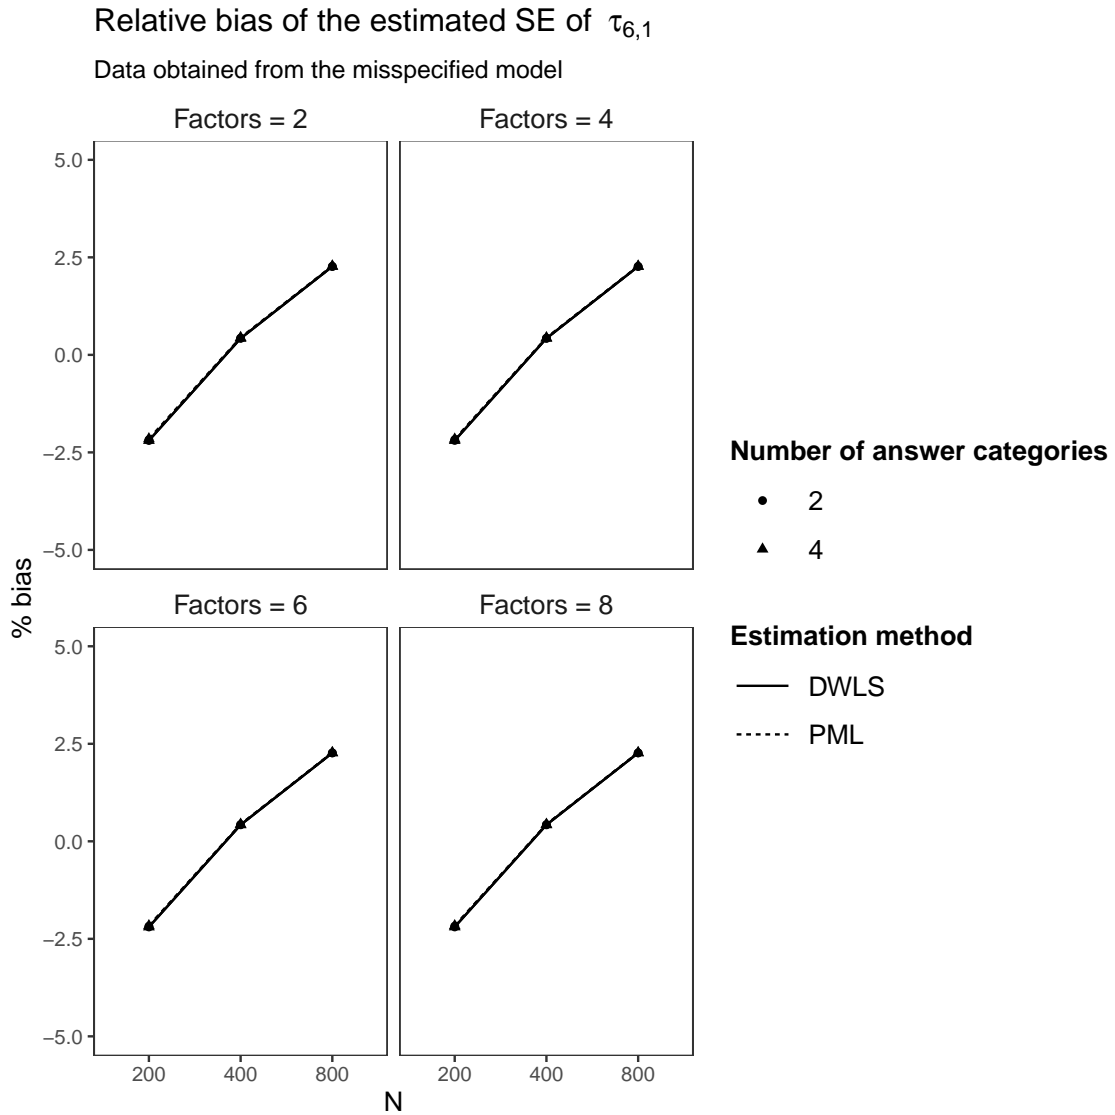 Relative bias of the estimated SE of τ6,1
Data obtained from the misspecified model
Factors = 2
Factors = 4
5.0
2.5
0.0
−2.5
−5.0
Factors = 6
Factors = 8
5.0
2.5
0.0
−2.5
−5.0
200
400
800
200
400
800
N
% bias
Number of answer categories
2
4
Estimation method
DWLS
PML